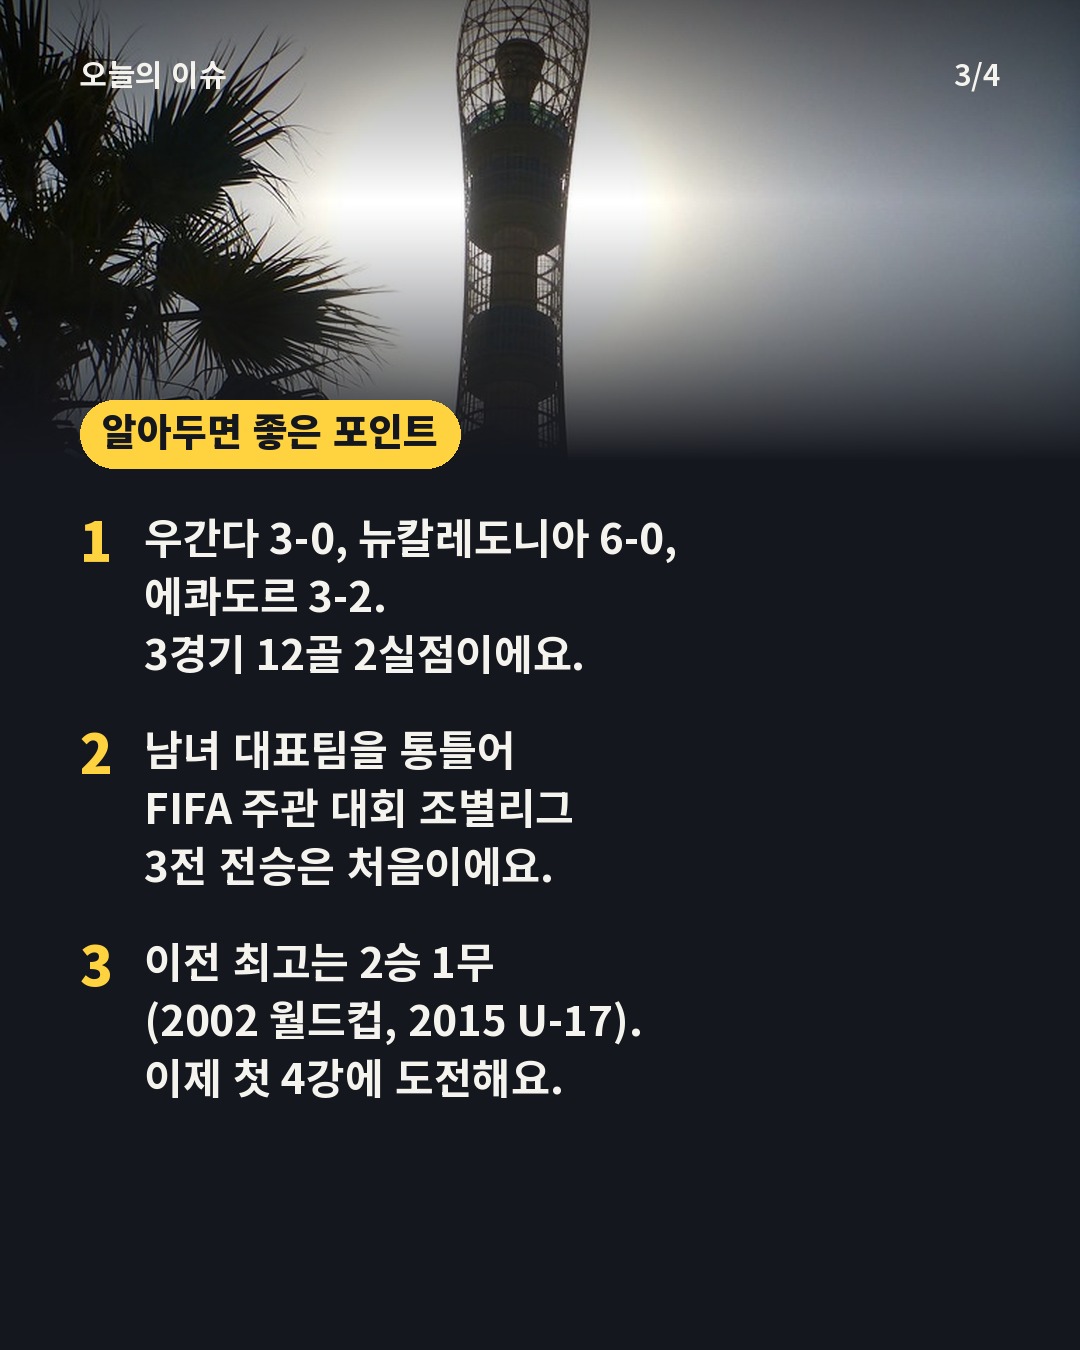 오늘의 이슈
3/4
알아두면 좋은 포인트
1 우간다 3-0, 뉴칼레도니아 6-0,
에콰도르 3-2.
3경기 12골 2실점이에요.
2 남녀 대표팀을 통틀어
FIFA 주관 대회 조별리그
3전 전승은 처음이에요.
3 이전 최고는 2승 1무
(2002 월드컵, 2015 U-17).
이제 첫 4강에 도전해요.